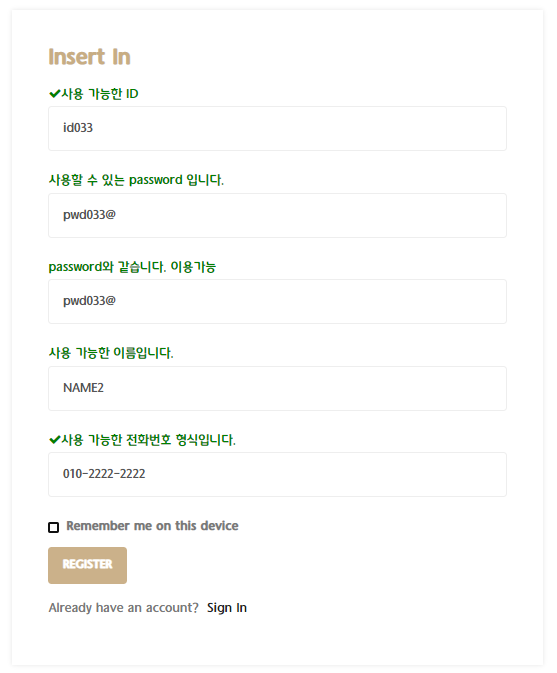 Insert In
✔사용 가능한 ID
id033
사용할 수 있는 password 입니다.
pwd033@
password와 같습니다. 이용가능
pwd033@
사용 가능한 이름입니다.
NAME2
✔사용 가능한 전화번호 형식입니다.
010-2222-2222
Remember me on this device
REGISTER
Already have an account? Sign In